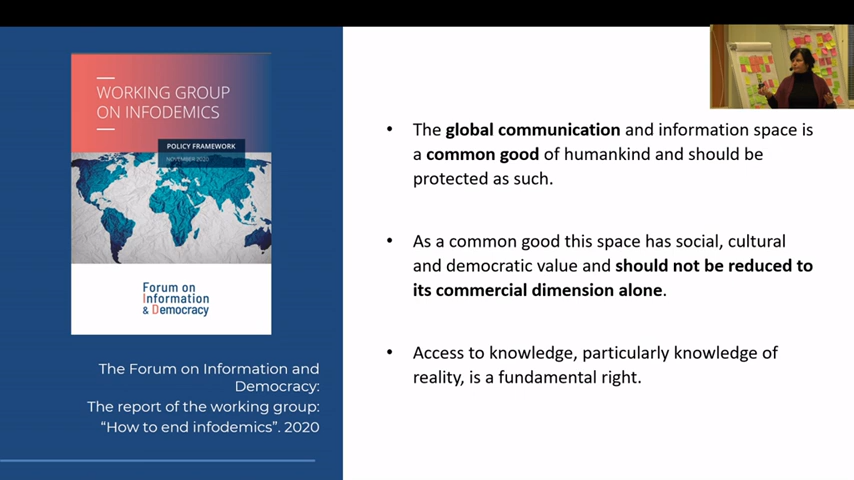 WORKING GROUP
ON INFODEMICS
POLICY FRAMEWORK
NOVEMBER 2020
Forum on
Information
& Democracy
The Forum on Information and
Democracy:
The report of the working group:
“How to end infodemics”. 2020
• The global communication and information space is
a common good of humankind and should be
protected as such.
• As a common good this space has social, cultural
and democratic value and should not be reduced to
its commercial dimension alone.
• Access to knowledge, particularly knowledge of
reality, is a fundamental right.